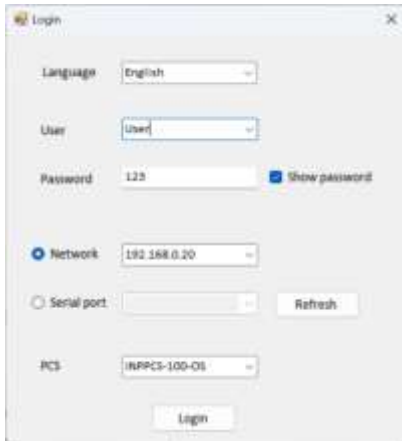 Login
Language English
User User
Password 123 Show password
Network 192.168.0.20
Serial port Refresh
PCS INPPCS-100-OS
Login